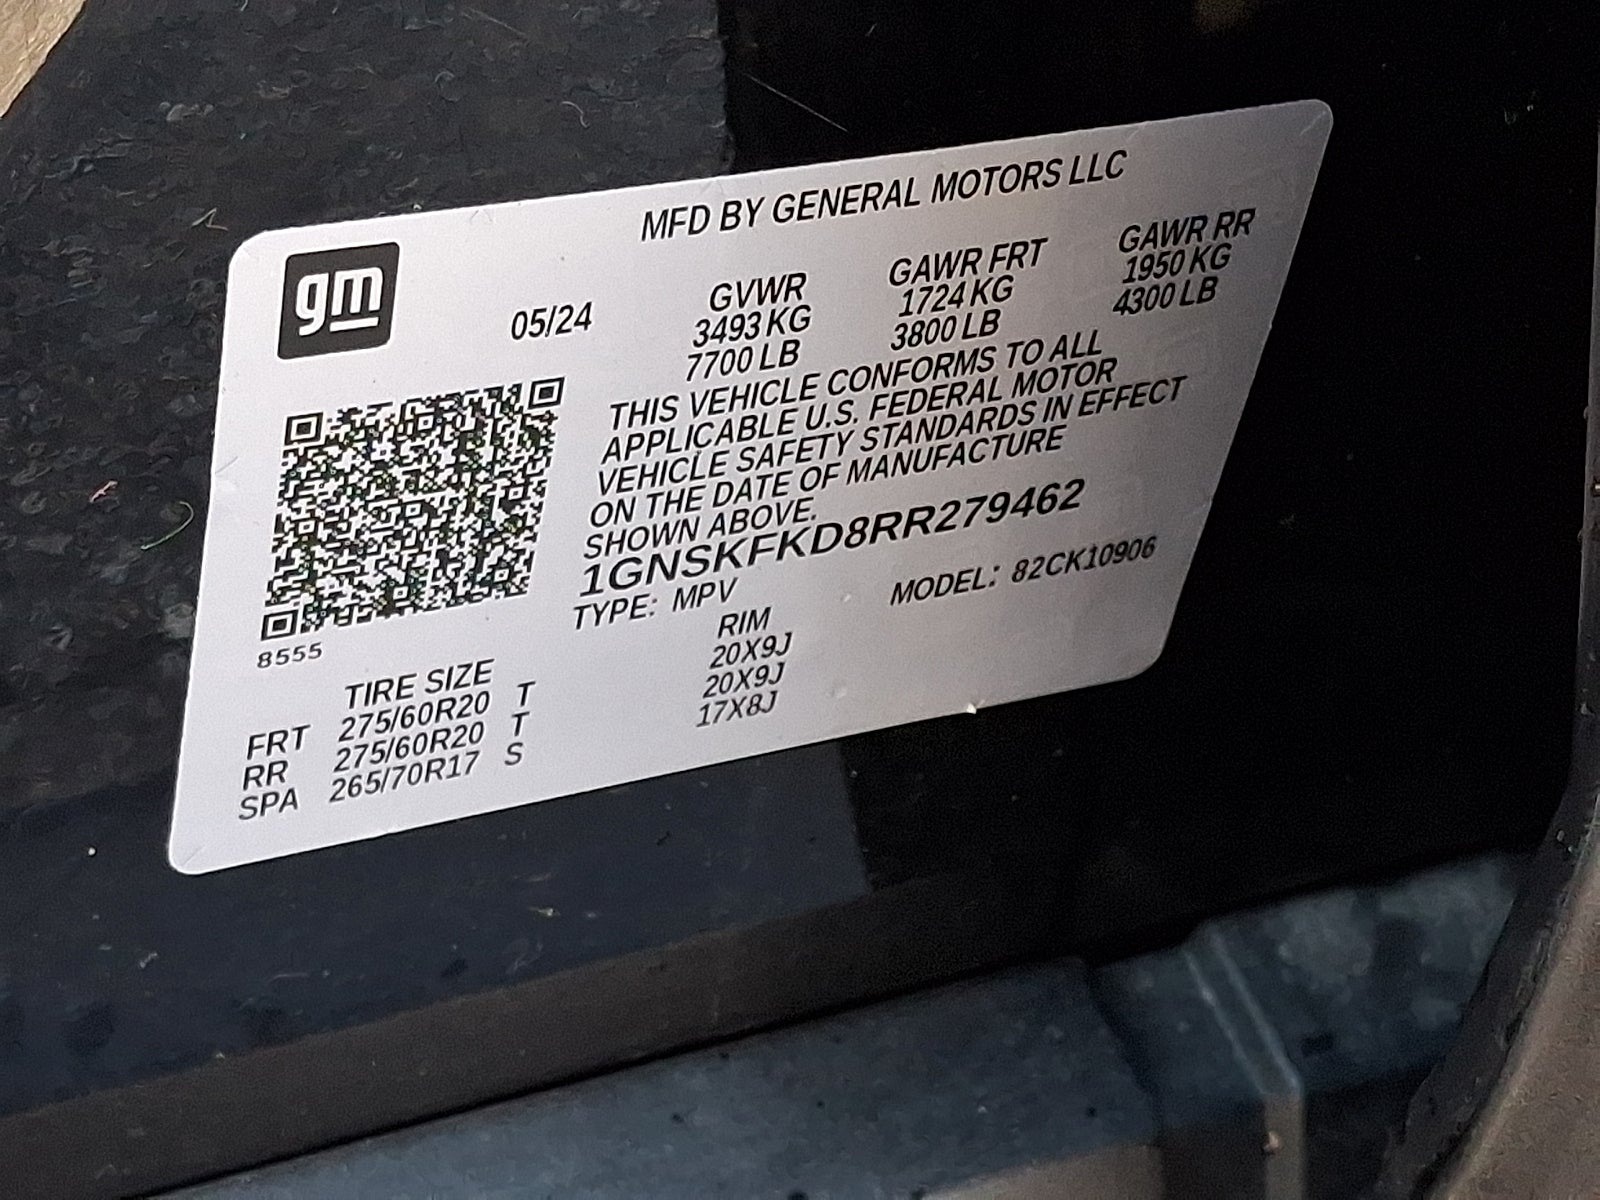 MFD BY GENERAL MOTORS LLC
gm
05/24
GVWR
3493 KG
7700 LB
GAWR FRT
1724 KG
3800 LB
GAWR RR
1950 KG
4300 LB
THIS VEHICLE CONFORMS TO ALL
APPLICABLE U.S. FEDERAL MOTOR
VEHICLE SAFETY STANDARDS IN EFFECT
ON THE DATE OF MANUFACTURE
SHOWN ABOVE.
1GNSKFKD8RR279462
TYPE: MPV MODEL: 82CK10906
8555
TIRE SIZE RIM
FRT 275/60R20 T 20X9J
RR 275/60R20 T 20X9J
SPA 265/70R17 S 17X8J